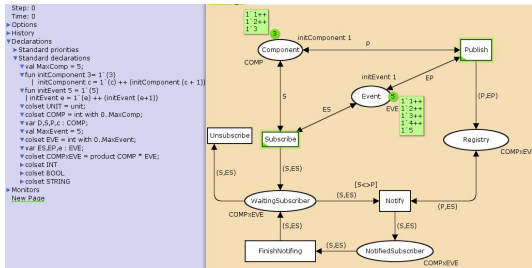 Step: 0
Time: 0
Options
History
Declarations
Standard priorities
Standard declarations
val MaxComp = 5;
fun initComponent 3= 1`(3)
| initComponent c = 1`(c) ++ (initComponent (c + 1))
fun initEvent 5 = 1`(5)
| initEvent e = 1`(e) ++ (initEvent (e+1))
colset UNIT = unit;
colset COMP = int with 0..MaxComp;
var D,S,P,c : COMP;
val MaxEvent = 5;
colset EVE = int with 0..MaxEvent;
var ES,EP,e : EVE;
colset COMPxEVE = product COMP * EVE;
colset INT
colset BOOL
colset STRING
Monitors
New Page
1`1++
1`2++
1`3
3
initComponent 1
Component
COMP
P
Publish
initEvent 1
EP
Event
5
EVE
1`1++
1`2++
1`3++
1`4++
1`5
S
ES
(P,EP)
Unsubscribe
Subscribe
Registry
COMPxEVE
(S,ES)
(S,ES)
[S<>P]
WaitingSubscriber
COMPxEVE
(S,ES)
Notify
(P,ES)
(S,ES)
(S,ES)
FinishNotifing
(S,ES)
NotifiedSubscriber
COMPxEVE